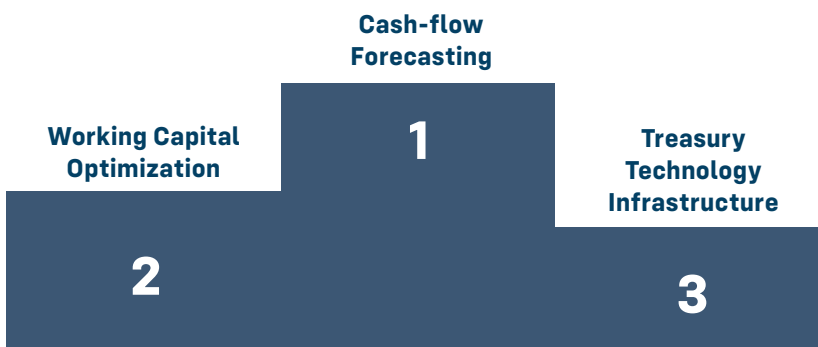 Cash-flow
Forecasting
1
Working Capital
Optimization
2
Treasury
Technology
Infrastructure
3